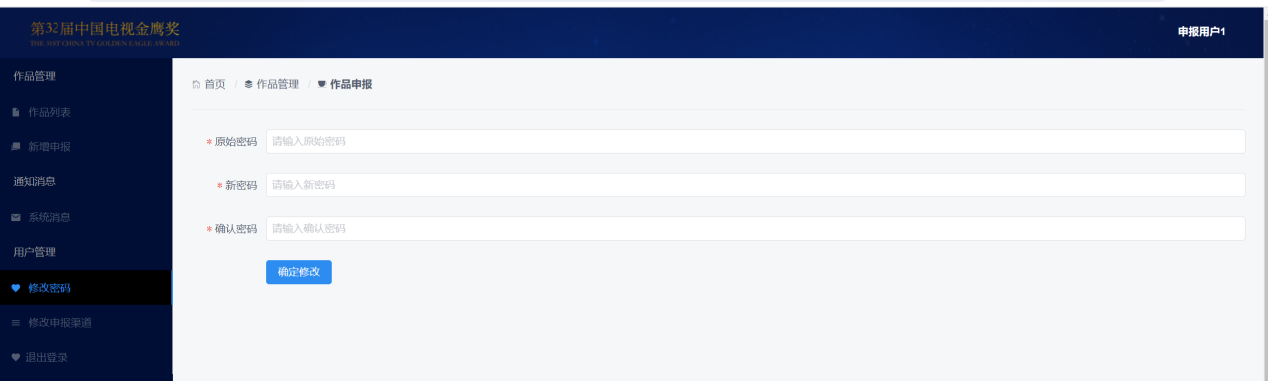 第32届中国电视金鹰奖
THE 31ST CHINA TV GOLDEN EAGLE AWARD
申报用户1
作品管理
作品列表
新增申报
通知消息
系统消息
用户管理
修改密码
修改申报渠道
退出登录
首页 / 作品管理 / 作品申报
* 原始密码 请输入原始密码
* 新密码 请输入新密码
* 确认密码 请输入确认密码
确定修改